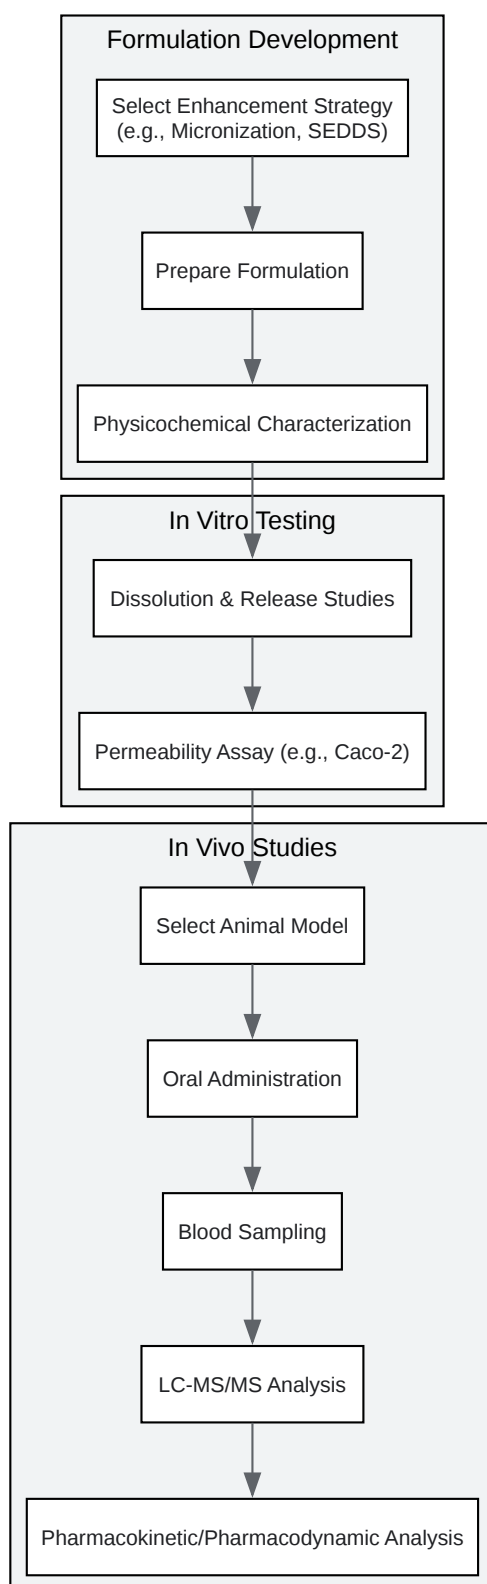 Formulation Development
Select Enhancement Strategy
(e.g., Micronization, SEDDS)
Prepare Formulation
Physicochemical Characterization
In Vitro Testing
Dissolution & Release Studies
Permeability Assay (e.g., Caco-2)
In Vivo Studies
Select Animal Model
Oral Administration
Blood Sampling
LC-MS/MS Analysis
Pharmacokinetic/Pharmacodynamic Analysis